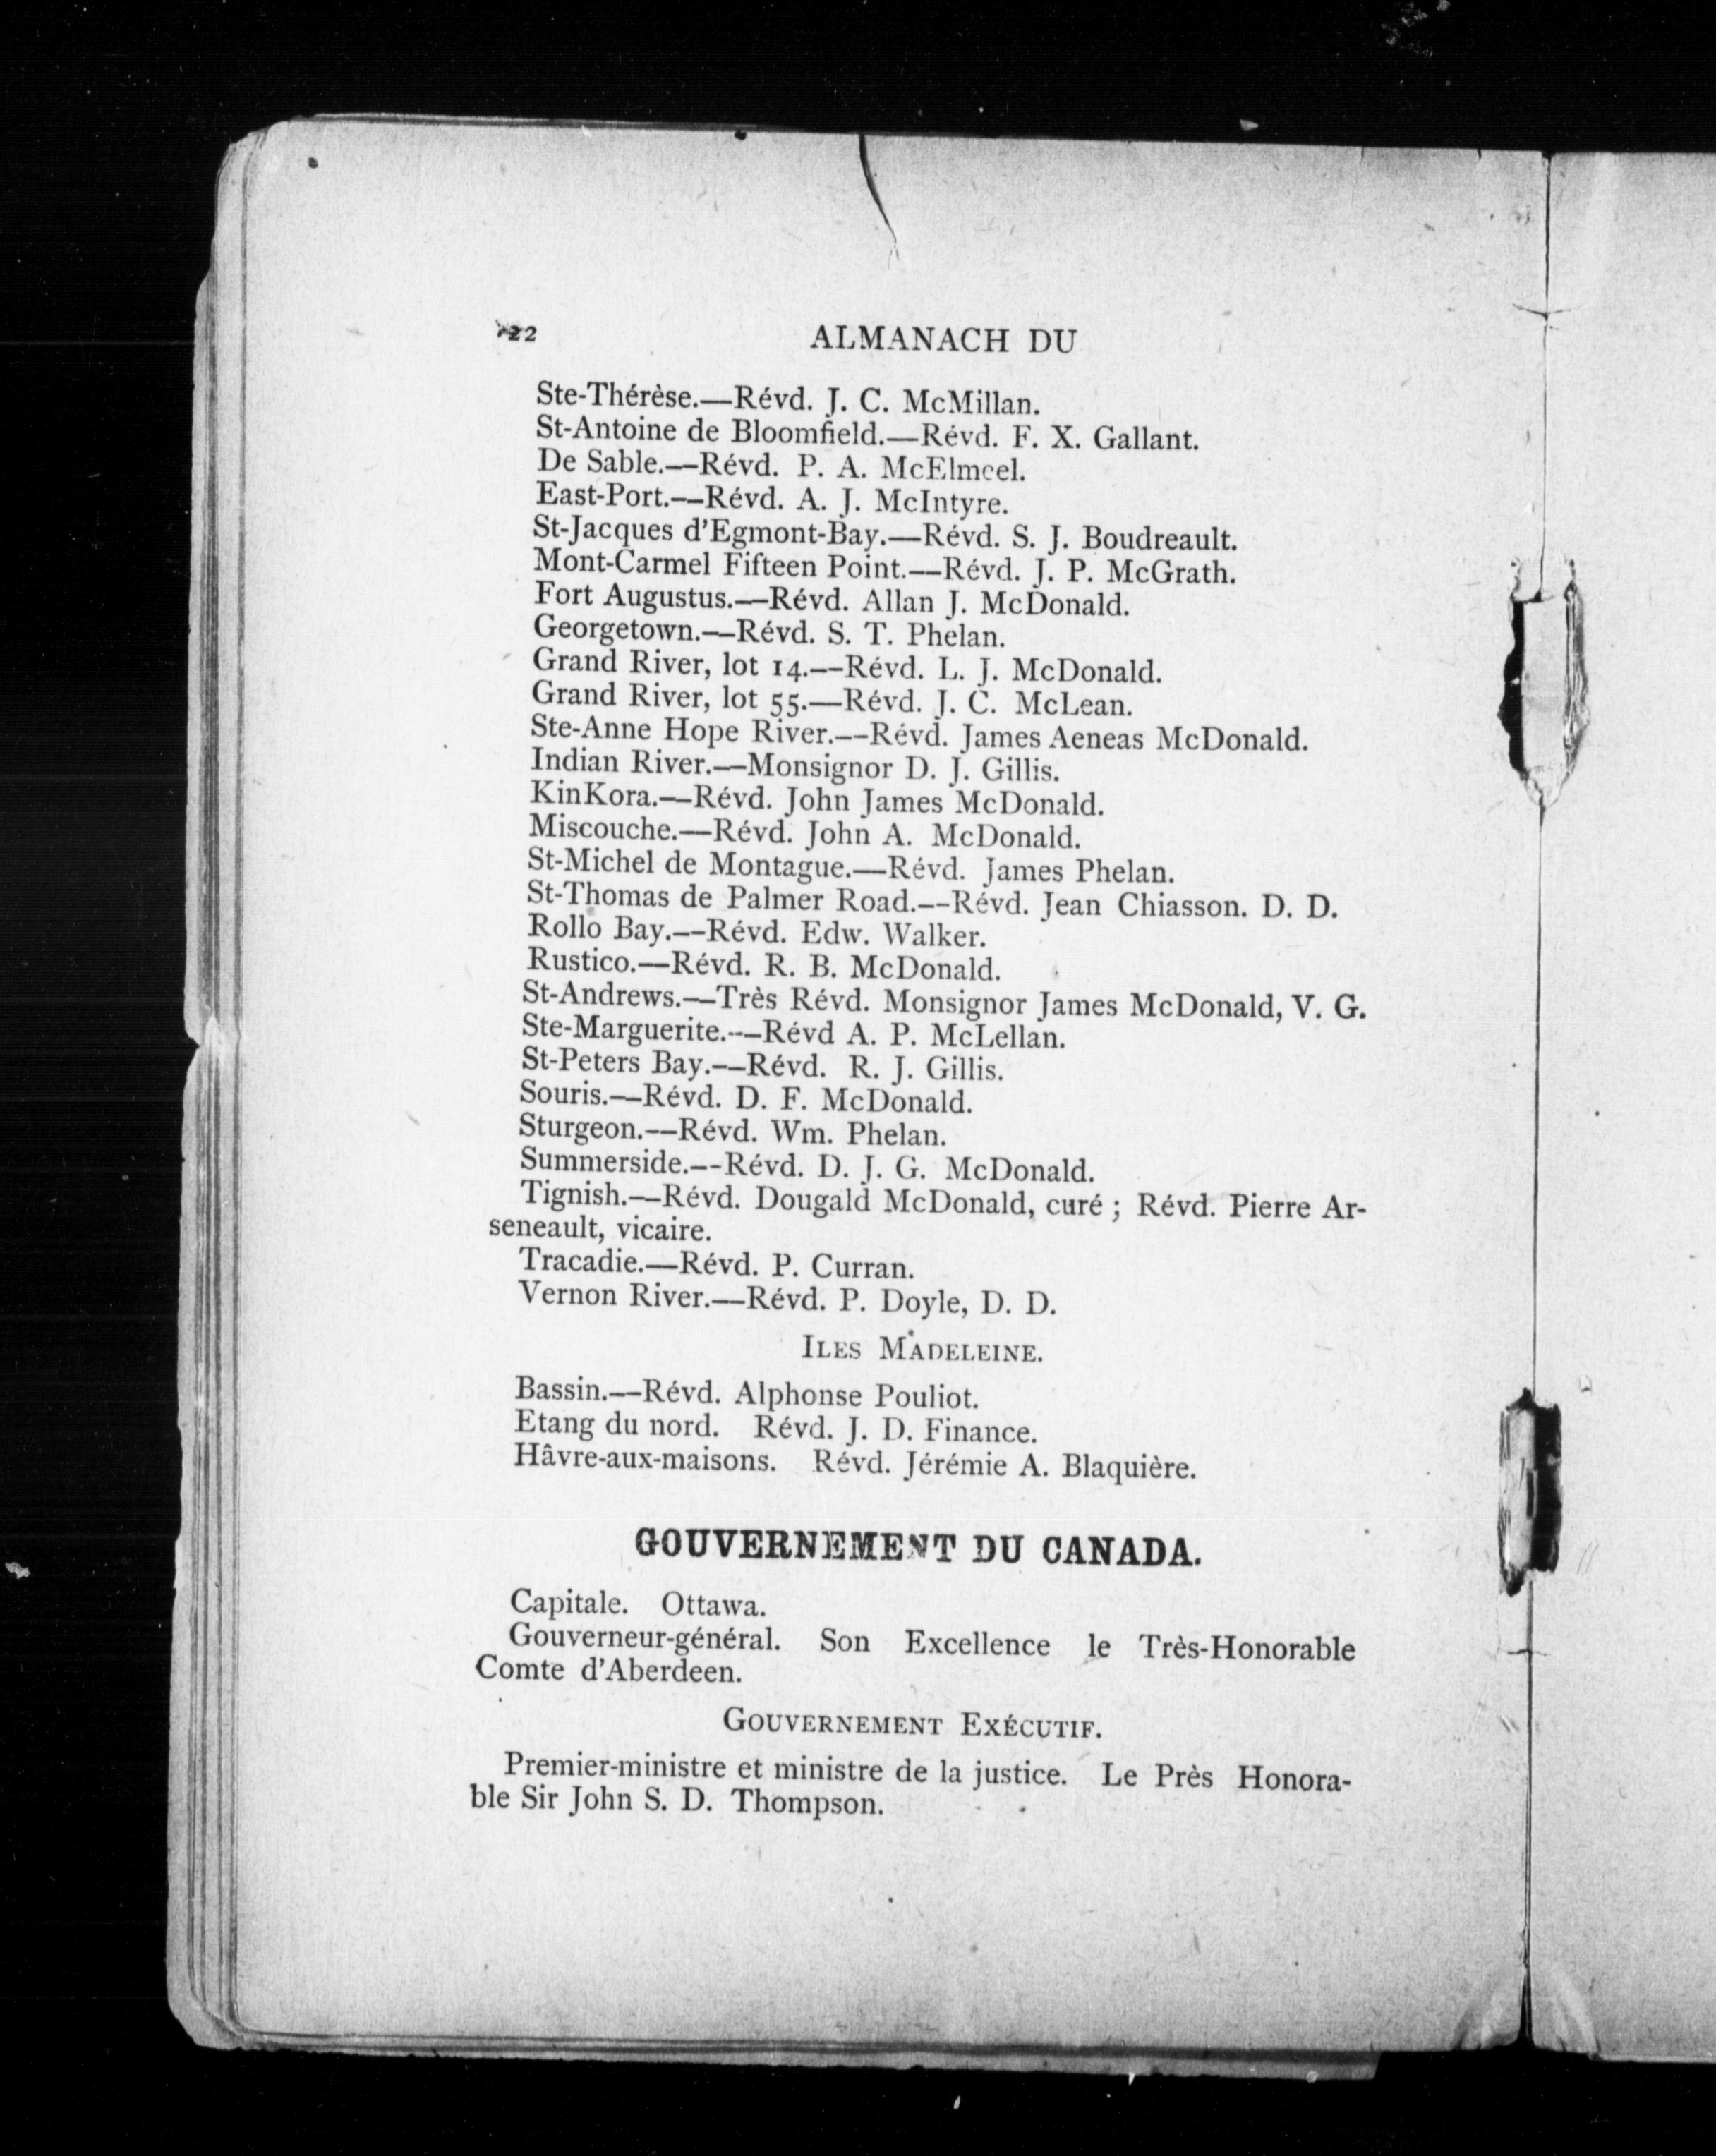 22 ALMANACH DU
Ste-Thérèse.—Révd. J. C. McMillan.
St-Antoine de Bloomfield.—Révd. F. X. Gallant.
De Sable.—Révd. P. A. McElmeel.
East-Port.—Révd. A. J. McIntyre.
St-Jacques d'Egmont-Bay.—Révd. S. J. Boudreault.
Mont-Carmel Fifteen Point.—Révd. J. P. McGrath.
Fort Augustus.—Révd. Allan J. McDonald.
Georgetown.—Révd. S. T. Phelan.
Grand River, lot 14.—Révd. L. J. McDonald.
Grand River, lot 55.—Révd. J. C. McLean.
Ste-Anne Hope River.—Révd. James Aeneas McDonald.
Indian River.—Monsignor D. J. Gillis.
KinKora.—Révd. John James McDonald.
Miscouche.—Révd. John A. McDonald.
St-Michel de Montague.—Révd. James Phelan.
St-Thomas de Palmer Road.—Révd. Jean Chiasson. D. D.
Rollo Bay.—Révd. Edw. Walker.
Rustico.—Révd. R. B. McDonald.
St-Andrews.—Très Révd. Monsignor James McDonald, V. G.
Ste-Marguerite.—Révd A. P. McLellan.
St-Peters Bay.—Révd. R. J. Gillis.
Souris.—Révd. D. F. McDonald.
Sturgeon.—Révd. Wm. Phelan.
Summerside.—Révd. D. J. G. McDonald.
Tignish.—Révd. Dougald McDonald, curé ; Révd. Pierre Ar-
seneault, vicaire.
Tracadie.—Révd. P. Curran.
Vernon River.—Révd. P. Doyle, D. D.
ILES MADELEINE.
Bassin.—Révd. Alphonse Pouliot.
Etang du nord. Révd. J. D. Finance.
Hâvre-aux-maisons. Révd. Jérémie A. Blaquière.
GOUVERNEMENT DU CANADA.
Capitale. Ottawa.
Gouverneur-général. Son Excellence le Très-Honorable
Comte d'Aberdeen.
GOUVERNEMENT EXÉCUTIF.
Premier-ministre et ministre de la justice. Le Près Honora-
ble Sir John S. D. Thompson.